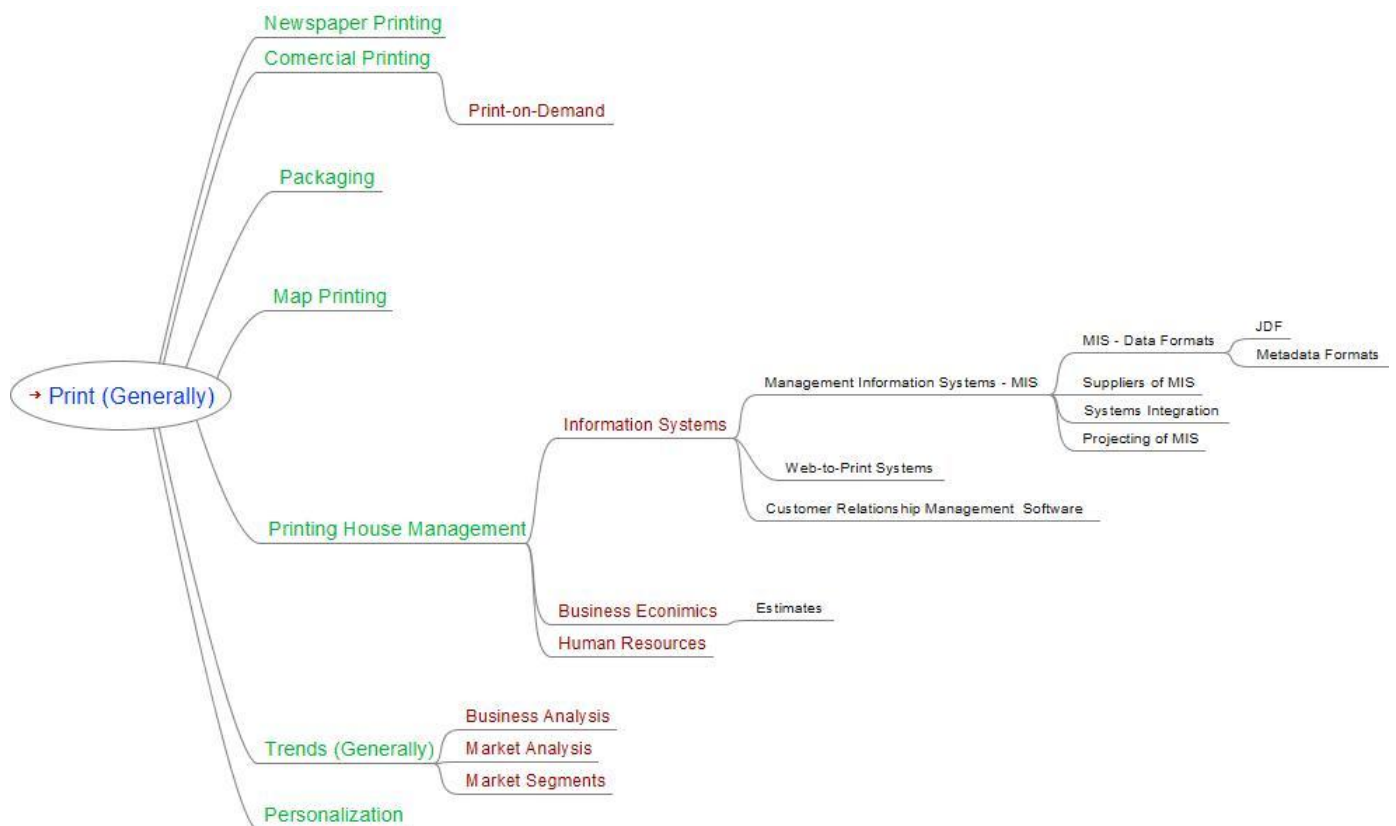 Newspaper Printing
Comercial Printing
Print-on-Demand
Packaging
Map Printing
Print (Generally)
Printing House Management
Information Systems
Management Information Systems - MIS
MIS - Data Formats
JDF
Metadata Formats
Suppliers of MIS
Systems Integration
Projecting of MIS
Web-to-Print Systems
Customer Relationship Management Software
Business Econimics
Estimates
Human Resources
Trends (Generally)
Business Analysis
Market Analysis
Market Segments
Personalization